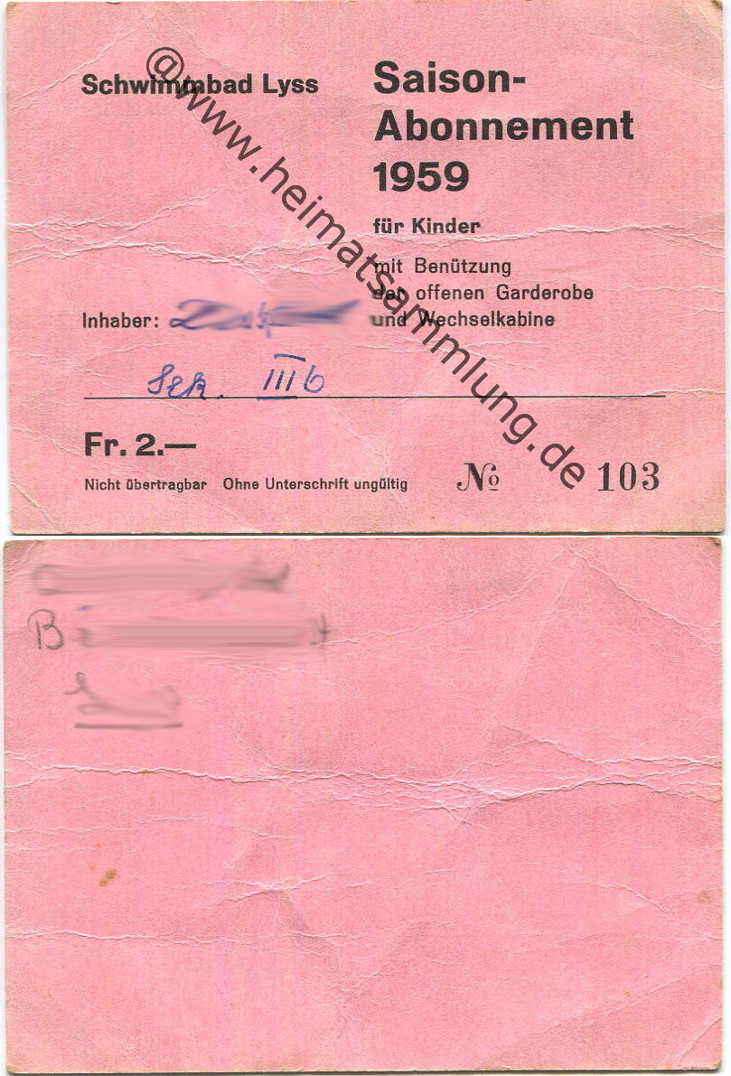 Schwimmbad Lyss
Saison-
Abonnement
1959
für Kinder
mit Benützung
der offenen Garderobe
und Wechselkabine
Inhaber:
Sek. IIIb
Fr. 2.—
Nicht übertragbar Ohne Unterschrift ungültig
№ 103
@www.heimatsammlung.de
B